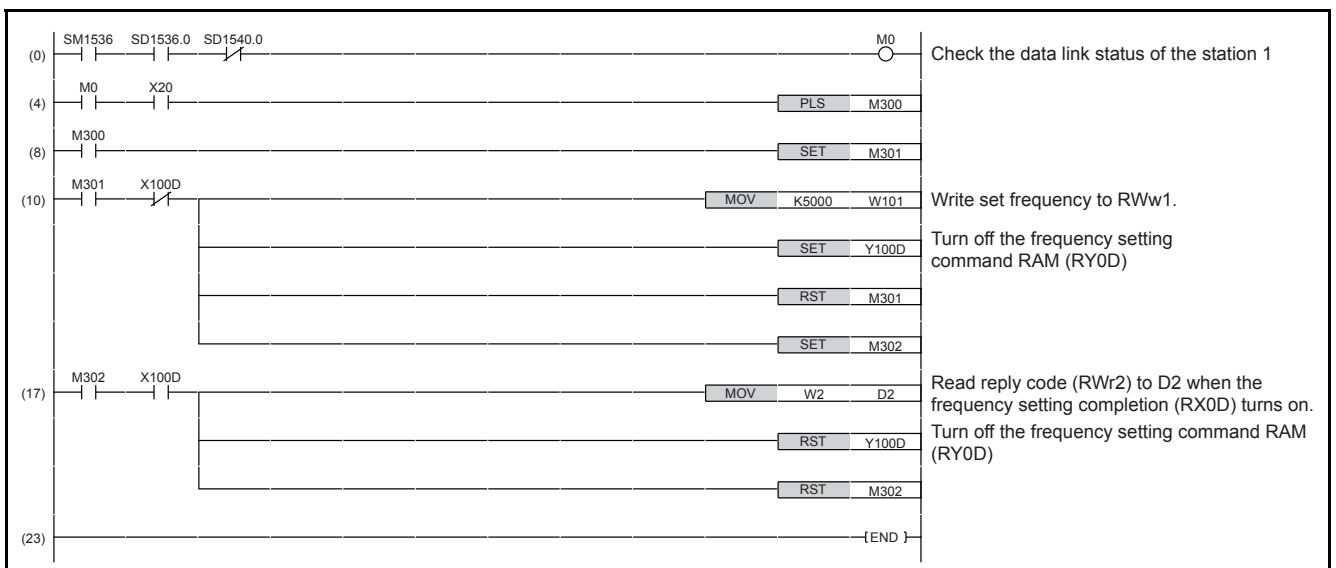 SM1536 SD1536.0 SD1540.0 M0
(0) Check the data link status of the station 1
M0 X20
(4) PLS M300
M300
(8) SET M301
M301 X100D
(10) MOV K5000 W101 Write set frequency to RWw1.
SET Y100D Turn off the frequency setting
command RAM (RY0D)
RST M301
SET M302
M302 X100D
(17) MOV W2 D2 Read reply code (RWr2) to D2 when the
frequency setting completion (RX0D) turns on.
RST Y100D Turn off the frequency setting command RAM
(RY0D)
RST M302
(23) END